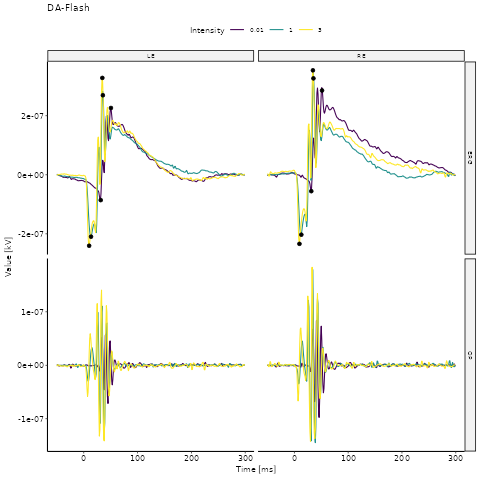 DA-Flash
Intensity 0.01 1 3
LE RE
2e-07
0e+00
-2e-07
ERG
1e-07
0e+00
-1e-07
OP
Value [kV]
0 100 200 300 0 100 200 300
Time [ms]